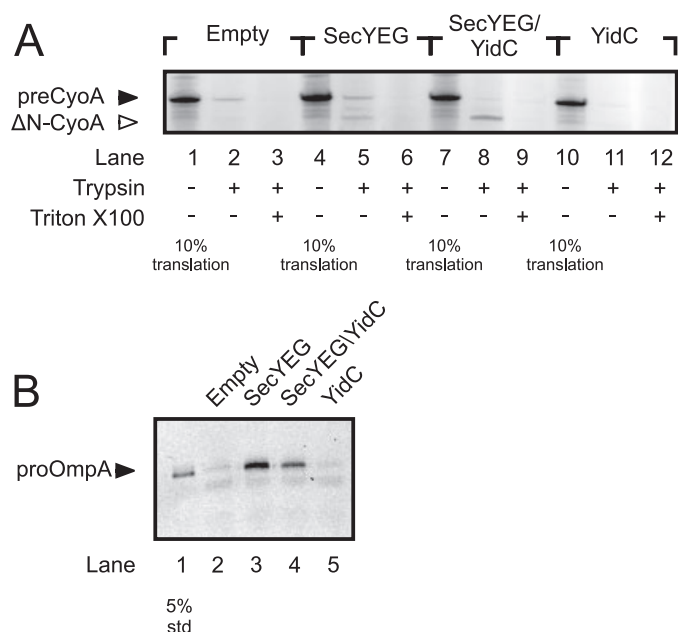 A
Empty SecYEG SecYEG/ YidC YidC
preCyoA
ΔN-CyoA
Lane 1 2 3 4 5 6 7 8 9 10 11 12
Trypsin - + + - + + - + + - + +
Triton X100 - - + - - + - - + - - +
10% translation 10% translation 10% translation 10% translation
B
Empty SecYEG SecYEG\YidC YidC
proOmpA
Lane 1 2 3 4 5
5%
std